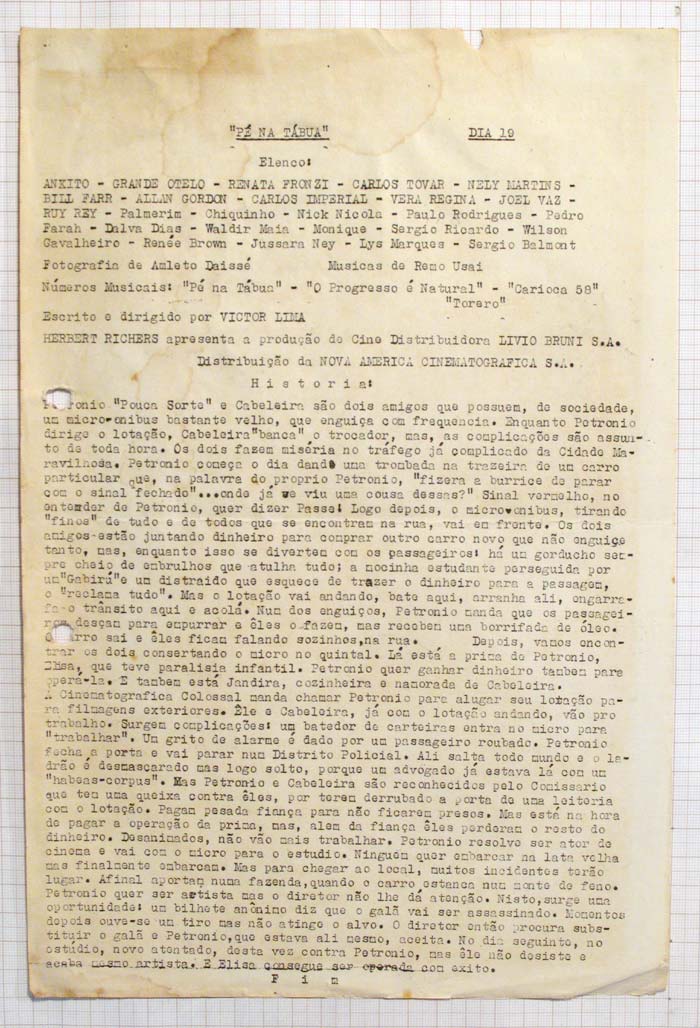 "PÉ NA TÁBUA" DIA 19
Elenco:
ANKITO - GRANDE OTELO - RENATA FRONZI - CARLOS TOVAR - NELY MARTINS -
BILL FARR - ALLAN GORDON - CARLOS IMPERIAL - VERA REGINA - JOEL VAZ -
RUY REY - Palmerim - Chiquinho - Nick Nicola - Paulo Rodrigues - Pedro
Farah - Dalva Dias - Waldir Maia - Monique - Sergio Ricardo - Wilson
Cavalheiro - Renée Brown - Jussara Ney - Lys Marques - Sergio Balmont
Fotografia de Amleto Daissé Musicas de Remo Usai
Números Musicais: "Pé na Tábua" - "O Progresso é Natural" - "Carioca 58"
"Torero"
Escrito e dirigido por VICTOR LIMA
HERBERT RICHERS apresenta a produção de Cine Distribuidora LIVIO BRUNI S.A.
Distribuição da NOVA AMERICA CINEMATOGRAFICA S.A.
H i s t o r i a:
Petronio "Pouca Sorte" e Cabeleira são dois amigos que possuem, de sociedade,
um micro-onibus bastante velho, que enguiça com frequencia. Enquanto Petronio
dirige o lotação, Cabeleira"banca" o trocador, mas, as complicações são assun-
to de toda hora. Os dois fazem miséria no tráfego já complicado da Cidade Ma-
ravilhosa. Petronio começa o dia dando uma trombada na trazeira de um carro
particular que, na palavra do proprio Petronio, "fizera a burrice de parar
com o sinal fechado"...onde já se viu uma cousa dessas?" Sinal vermelho, no
entender de Petronio, quer dizer Passe! Logo depois, o micro-onibus, tirando
"finos" de tudo e de todos que se encontram na rua, vai em frente. Os dois
amigos estão juntando dinheiro para comprar outro carro novo que não enguiçe
tanto, mas, enquanto isso se divertem com os passageiros: há um gorducho sem-
pre cheio de embrulhos que atulha tudo; a mocinha estudante perseguida por
um"Gabirú"e um distraido que esquece de trazer o dinheiro para a passagem,
o "reclama tudo". Mas o lotação vai andando, bate aqui, arranha ali, engarra-
fa o trânsito aqui e acolá. Num dos enguiços, Petronio manda que os passagei-
ros desçam para empurrar e êles o fazem, mas recebem uma borrifada de óleo.
O carro sai e êles ficam falando sozinhos,na rua. Depois, vamos encon-
trar os dois consertando o micro no quintal. Lá está a prima de Petronio,
Elisa, que teve paralisia infantil. Petronio quer ganhar dinheiro tambem para
operá-la. E tambem está Jandira, cozinheira e namorada de Cabeleira.
A Cinematografica Colossal manda chamar Petronio para alugar seu lotação pa-
ra filmagens exteriores. Êle e Cabeleira, já com o lotação andando, vão pro
trabalho. Surgem complicações: um batedor de carteiras entra no micro para
"trabalhar". Um grito de alarme é dado por um passageiro roubado. Petronio
fecha a porta e vai parar num Distrito Policial. Ali salta todo mundo e o la-
drão é desmascarado mas logo solto, porque um advogado já estava lá com um
"habeas-corpus". Mas Petronio e Cabeleira são reconhecidos pelo Comissario
que tem uma queixa contra êles, por terem derrubado a porta de uma leiteria
com o lotação. Pagam pesada fiança para não ficarem presos. Mas está na hora
de pagar a operação da prima, mas, alem da fiança êles perderam o resto do
dinheiro. Desanimados, não vão mais trabalhar. Petronio resolve ser ator de
cinema e vai com o micro para o estudio. Ninguém quer embarcar na lata velha
mas finalmente embarcam. Mas para chegar ao local, muitos incidentes terão
lugar. Afinal aportam numa fazenda,quando o carro estanca num monte de feno.
Petronio quer ser artista mas o diretor não lhe dá atenção. Nisto,surge uma
oportunidade: um bilhete anônimo diz que o galã vai ser assassinado. Momentos
depois ouve-se um tiro mas não atinge o alvo. O diretor então procura subs-
tituir o galã e Petronio,que estava ali mesmo, aceita. No dia seguinte, no
estúdio, novo atentado, desta vez contra Petronio, mas êle não desiste e
acaba mesmo artista. E Elisa consegue ser operada com exito.
F i m